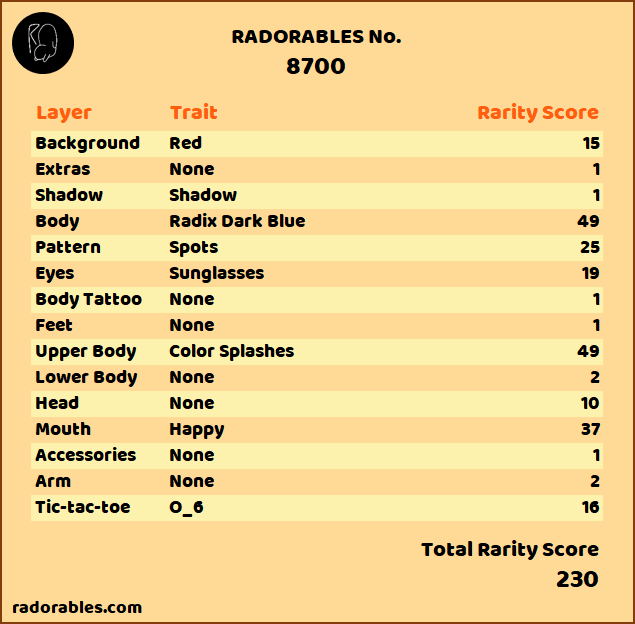 RADORABLES No.
8700
Layer Trait Rarity Score
Background Red 15
Extras None 1
Shadow Shadow 1
Body Radix Dark Blue 49
Pattern Spots 25
Eyes Sunglasses 19
Body Tattoo None 1
Feet None 1
Upper Body Color Splashes 49
Lower Body None 2
Head None 10
Mouth Happy 37
Accessories None 1
Arm None 2
Tic-tac-toe O_6 16
Total Rarity Score
230
radorables.com